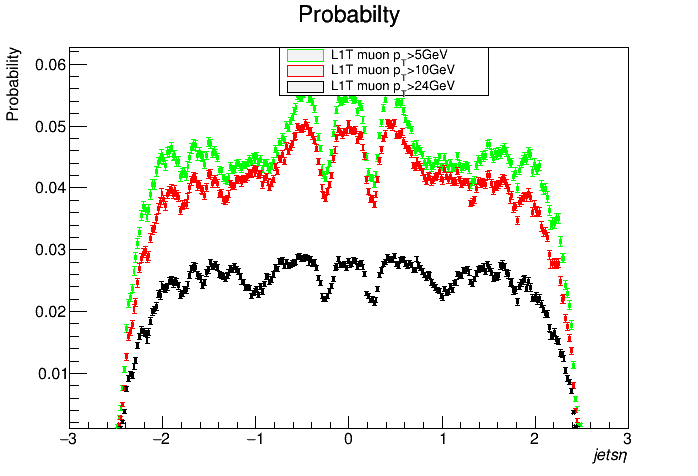 Probabilty
Probability
L1T muon p_T>5GeV
L1T muon p_T>10GeV
L1T muon p_T>24GeV
0.06
0.05
0.04
0.03
0.02
0.01
−3 −2 −1 0 1 2 3
jetsη